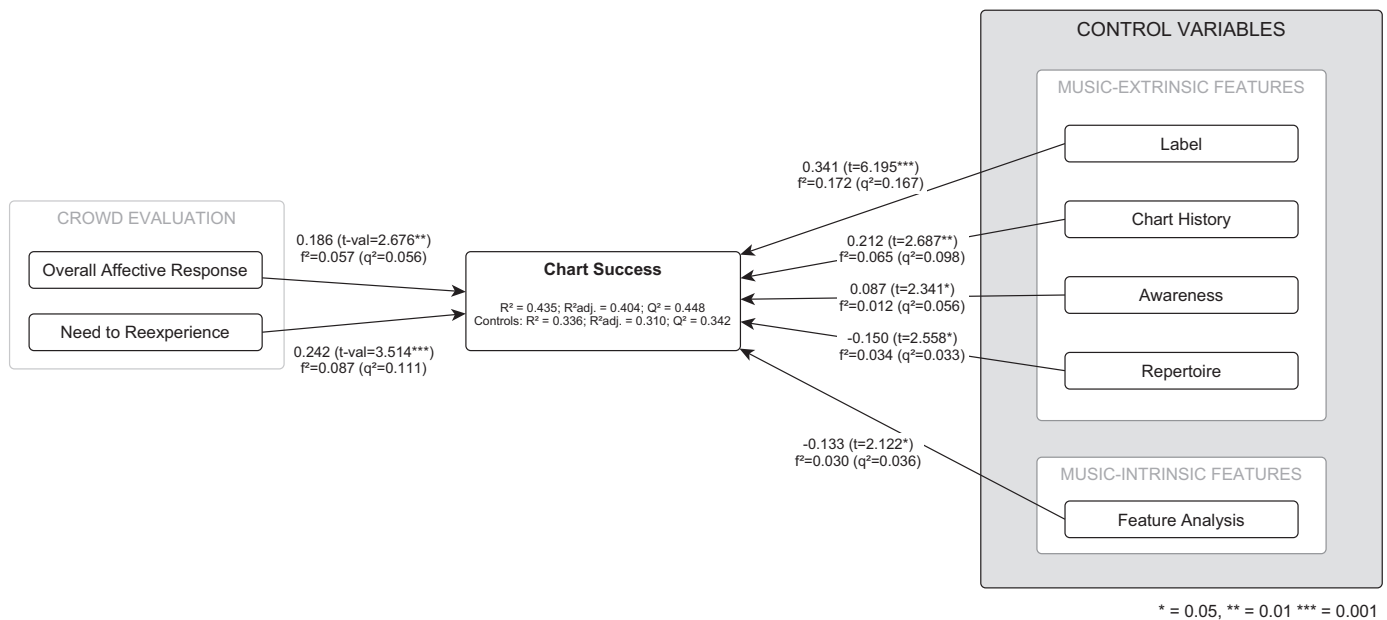 CONTROL VARIABLES
MUSIC-EXTRINSIC FEATURES
Label
0.341 (t=6.195***)
f²=0.172 (q²=0.167)
CROWD EVALUATION
Chart History
0.212 (t=2.687**)
f²=0.065 (q²=0.098)
0.186 (t-val=2.676**)
f²=0.057 (q²=0.056)
Overall Affective Response
Chart Success
R² = 0.435; R²adj. = 0.404; Q² = 0.448
Controls: R² = 0.336; R²adj. = 0.310; Q² = 0.342
0.087 (t=2.341*)
f²=0.012 (q²=0.056)
Awareness
Need to Reexperience
0.242 (t-val=3.514***)
f²=0.087 (q²=0.111)
-0.150 (t=2.558*)
f²=0.034 (q²=0.033)
Repertoire
-0.133 (t=2.122*)
f²=0.030 (q²=0.036)
MUSIC-INTRINSIC FEATURES
Feature Analysis
* = 0.05, ** = 0.01 *** = 0.001